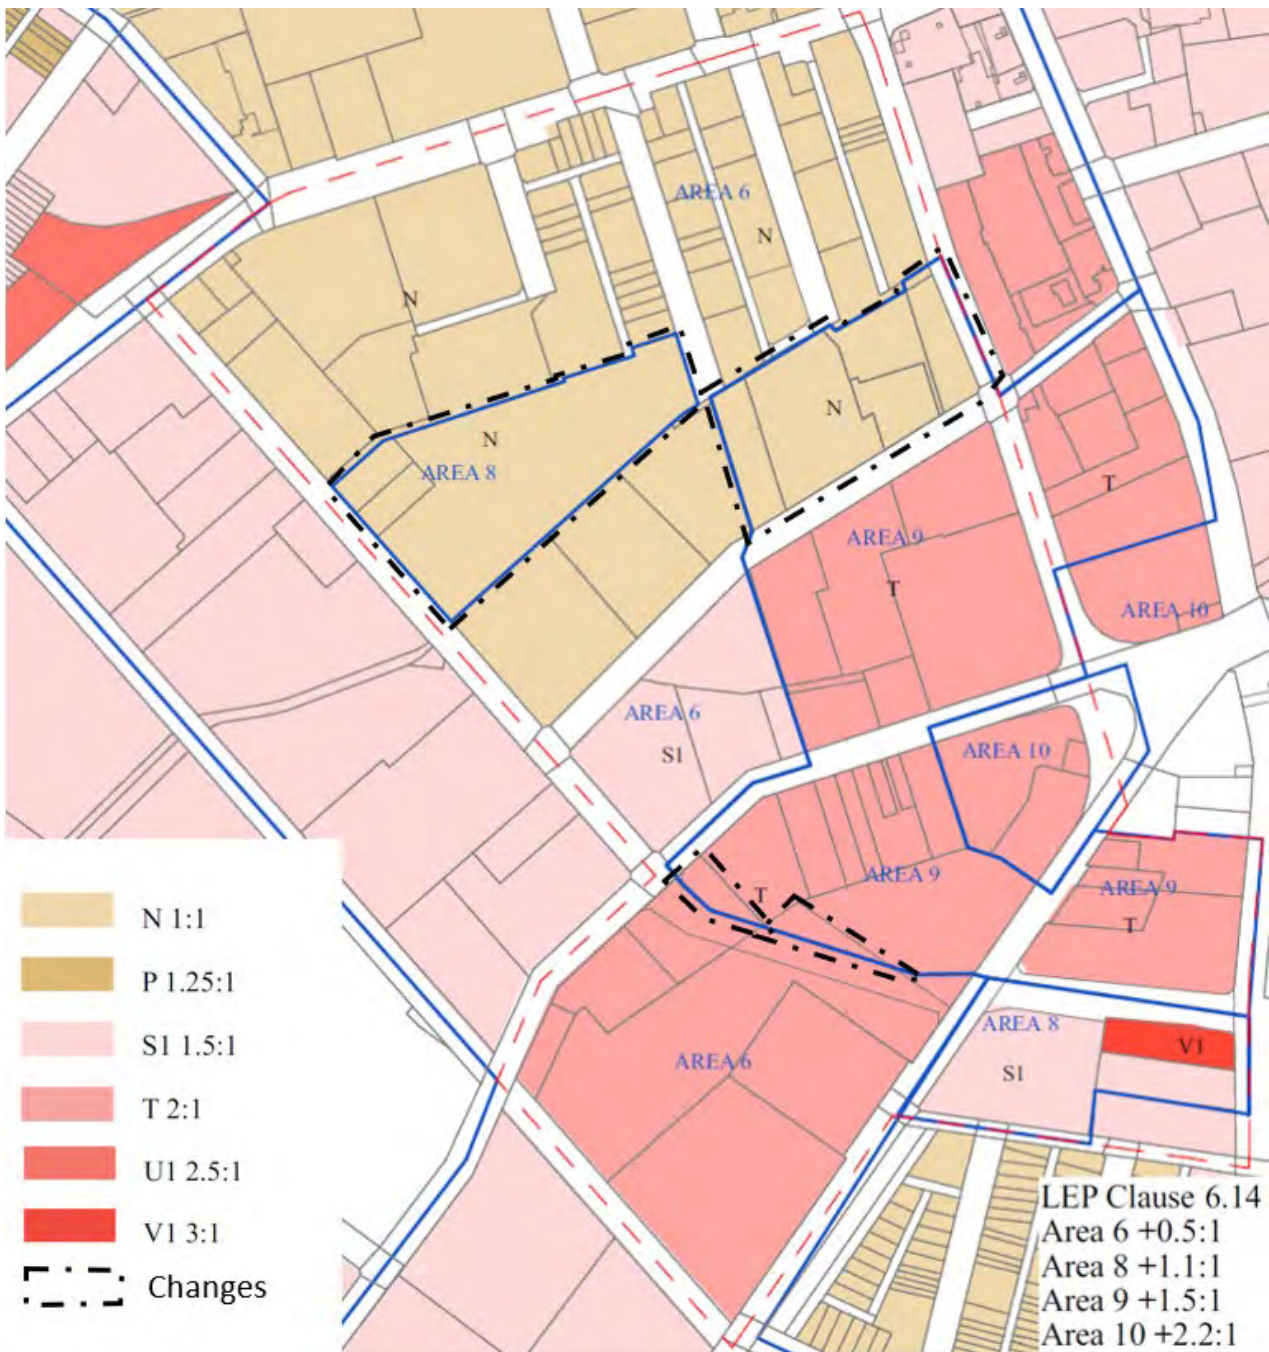 AREA 6
N
N
N
N
AREA 8
T
AREA 9
T
AREA 10
AREA 6
S1
AREA 10
T
AREA 9
AREA 9
T
AREA 8
V1
S1
AREA 6
N 1:1
P 1.25:1
S1 1.5:1
T 2:1
U1 2.5:1
V1 3:1
Changes
LEP Clause 6.14
Area 6 +0.5:1
Area 8 +1.1:1
Area 9 +1.5:1
Area 10 +2.2:1